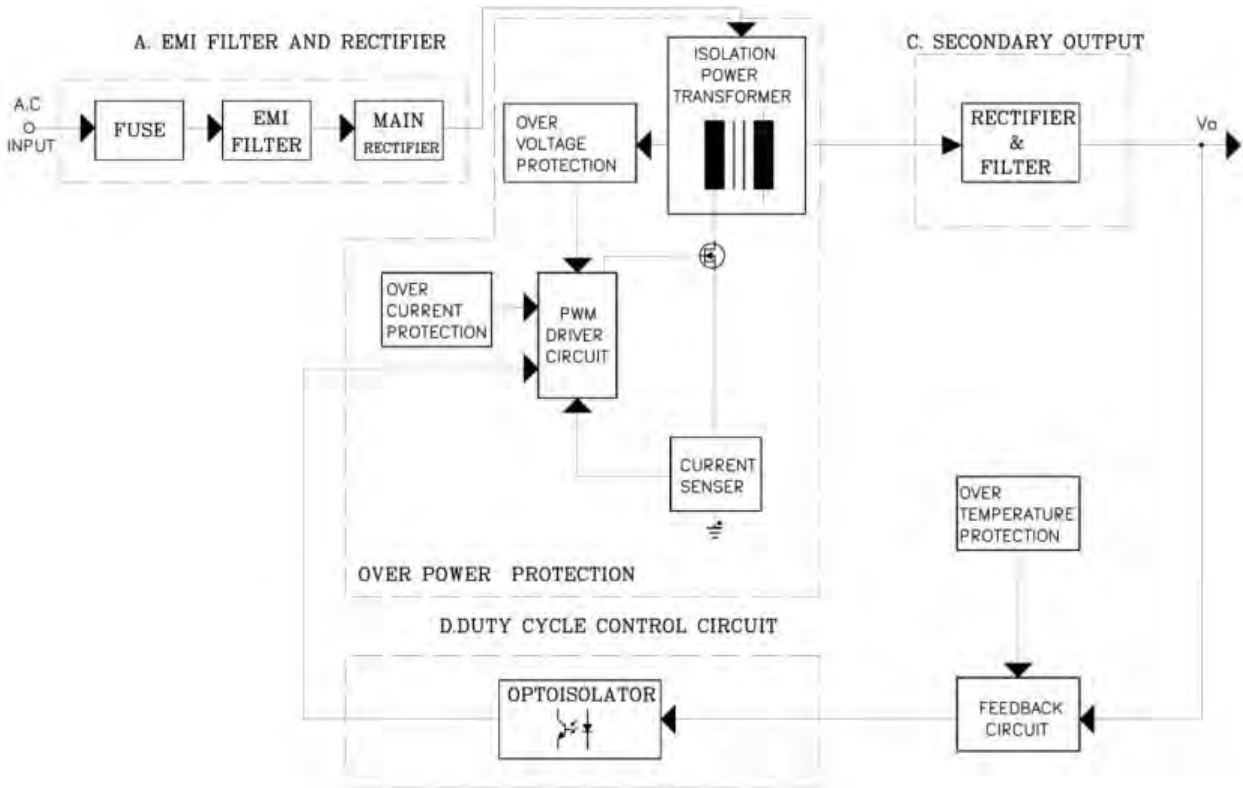 A. EMI FILTER AND RECTIFIER
A.C
INPUT
FUSE
EMI
FILTER
MAIN
RECTIFIER
ISOLATION
POWER
TRANSFORMER
OVER
VOLTAGE
PROTECTION
C. SECONDARY OUTPUT
RECTIFIER
&
FILTER
Vo
OVER
CURRENT
PROTECTION
PWM
DRIVER
CIRCUIT
CURRENT
SENSER
OVER POWER PROTECTION
OVER
TEMPERATURE
PROTECTION
D.DUTY CYCLE CONTROL CIRCUIT
OPTOISOLATOR
FEEDBACK
CIRCUIT